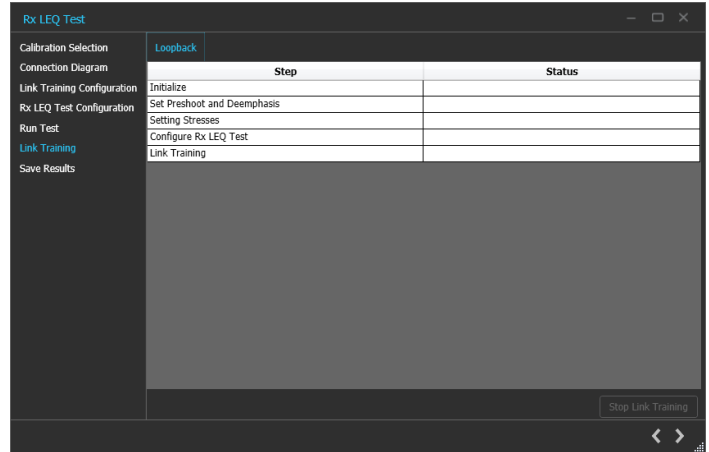 Rx LEQ Test
Calibration Selection
Connection Diagram
Link Training Configuration
Rx LEQ Test Configuration
Run Test
Link Training
Save Results
Loopback
Step Status
Initialize
Set Preshoot and Deemphasis
Setting Stresses
Configure Rx LEQ Test
Link Training
Stop Link Training